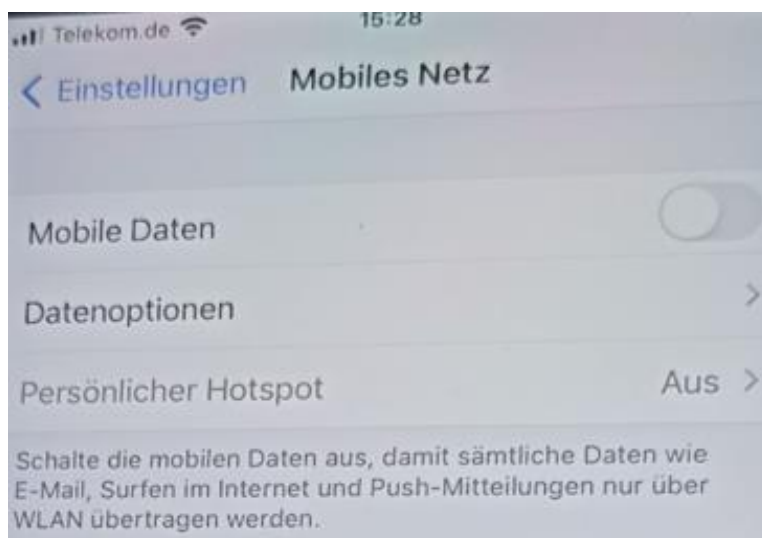 Telekom.de
15:28
Einstellungen
Mobiles Netz
Mobile Daten
Datenoptionen
Persönlicher Hotspot
Aus
Schalte die mobilen Daten aus, damit sämtliche Daten wie
E-Mail, Surfen im Internet und Push-Mitteilungen nur über
WLAN übertragen werden.